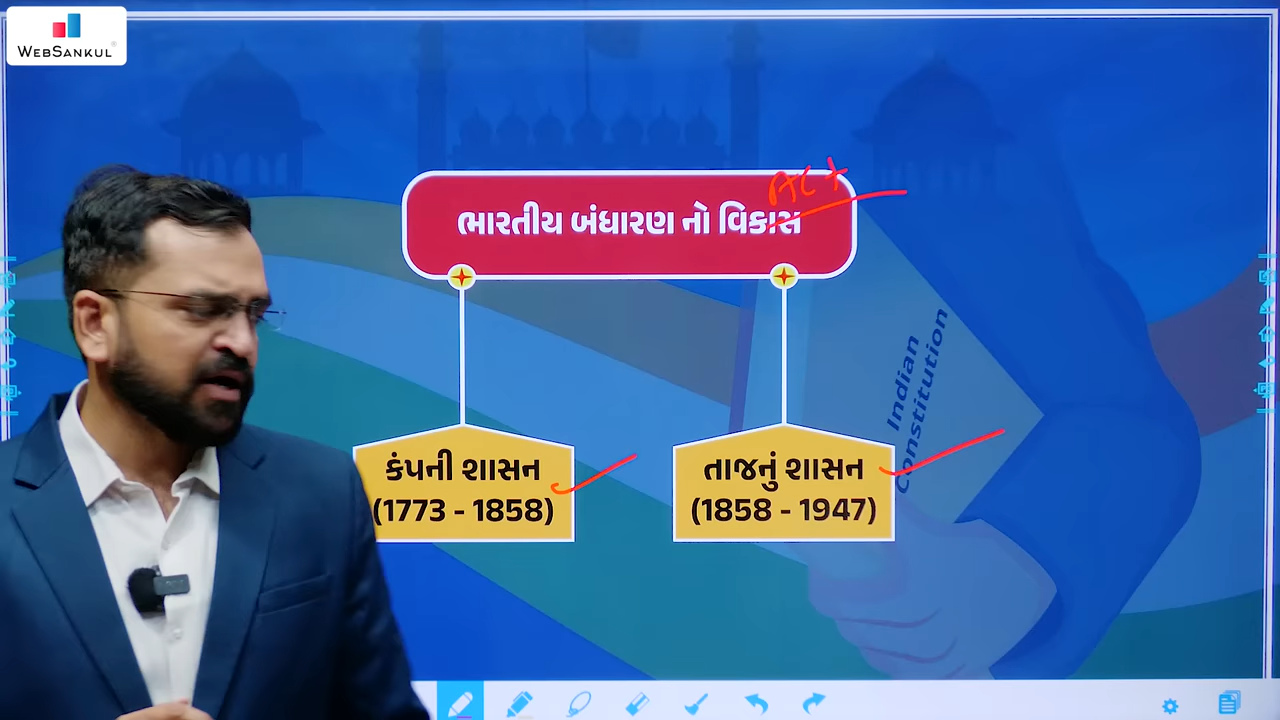 WEBSANKUL
ACt
ભારતીય બંધારણ નો વિકાસ
Indian
Constitution
કંપની શાસન
(1773 - 1858)
તાજનું શાસન
(1858 - 1947)